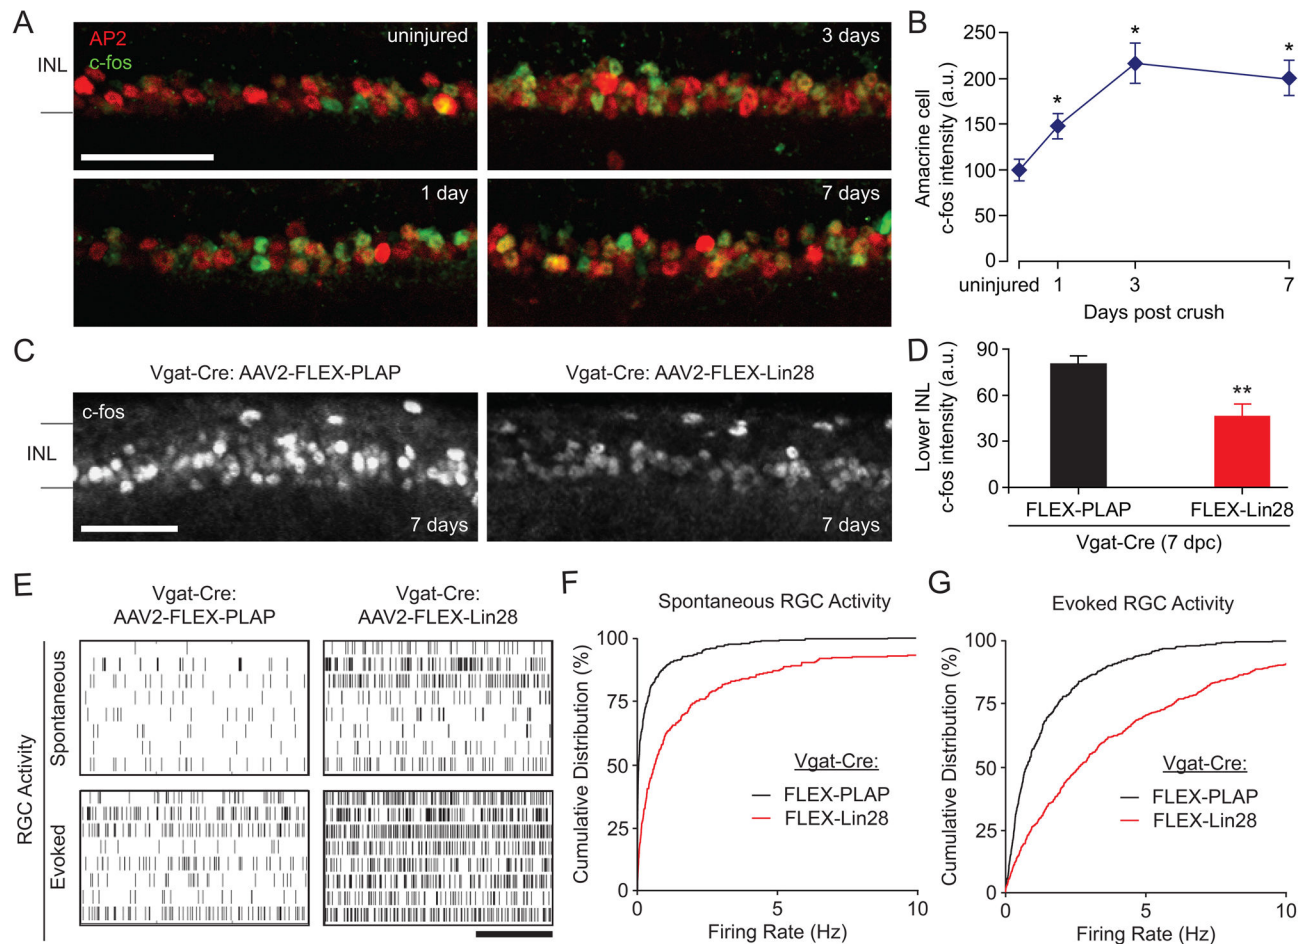 A
AP2
c-fos
INL
uninjured
3 days
1 day
7 days
B
Amacrine cell
c-fos intensity (a.u.)
250
200
150
100
50
0
uninjured
1
3
7
Days post crush
*
*
*
C
Vgat-Cre: AAV2-FLEX-PLAP
Vgat-Cre: AAV2-FLEX-Lin28
c-fos
INL
7 days
7 days
D
Lower INL
c-fos intensity (a.u.)
90
60
30
0
**
FLEX-PLAP
FLEX-Lin28
Vgat-Cre (7 dpc)
E
Vgat-Cre:
AAV2-FLEX-PLAP
Vgat-Cre:
AAV2-FLEX-Lin28
RGC Activity
Spontaneous
Evoked
F
Spontaneous RGC Activity
Cumulative Distribution (%)
100
75
50
25
0
Vgat-Cre:
FLEX-PLAP
FLEX-Lin28
0
5
10
Firing Rate (Hz)
G
Evoked RGC Activity
Cumulative Distribution (%)
100
75
50
25
0
Vgat-Cre:
FLEX-PLAP
FLEX-Lin28
0
5
10
Firing Rate (Hz)